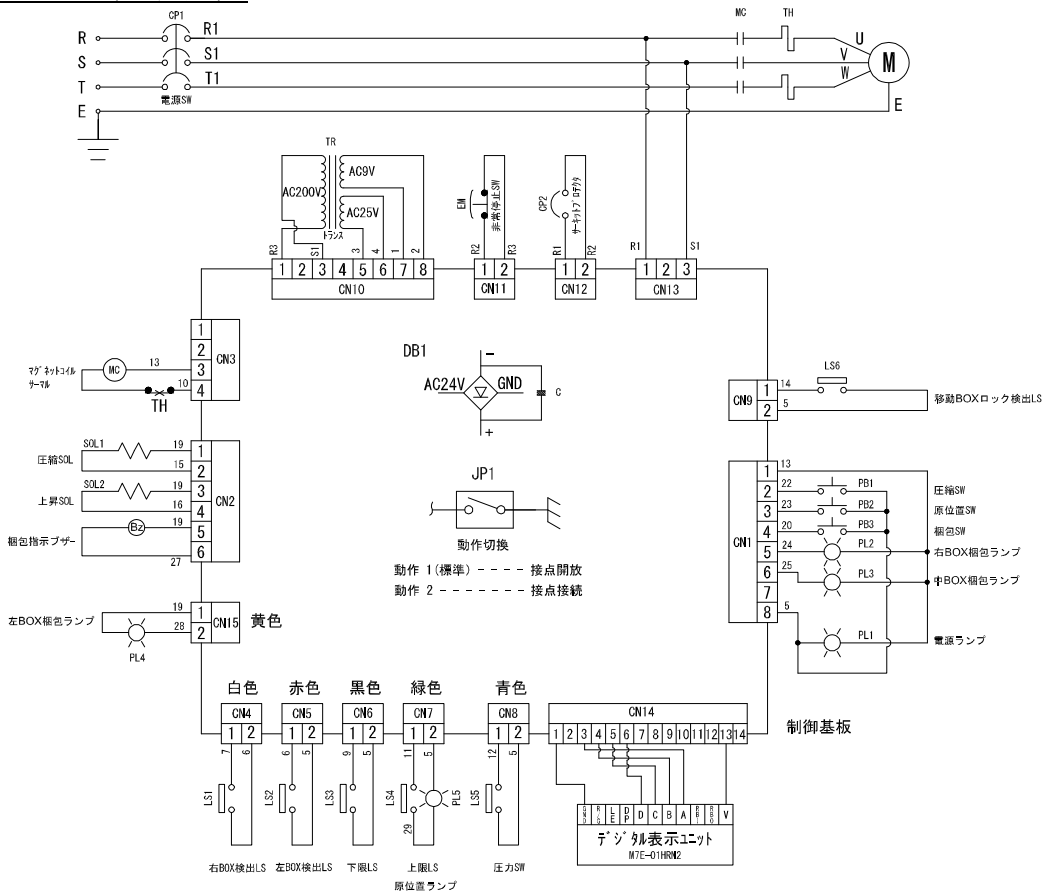 CP1
MC
TH
R
R1
U
S
S1
V
M
T
T1
W
電源SW
E
E
TR
AC200V
AC9V
AC25V
トランス
R3
S1
3
4
1
2
1 2 3 4 5 6 7 8
CN10
EM
非常停止SW
R2
R3
1 2
CN11
CP2
サーキットプロテクタ
R1
R2
1 2
CN12
R1
S1
1 2 3
CN13
マグネットコイル
サーマル
MC
13
10
TH
1
2
3
4
CN3
DB1
AC24V
GND
C
−
+
JP1
動作切換
動作 1(標準) - - - - 接点開放
動作 2 - - - - - - - - 接点接続
CN9
1
2
14
5
LS6
移動BOXロック検出LS
圧縮SOL
SOL1
19
15
上昇SOL
SOL2
19
16
梱包指示ブザー
Bz
19
27
1
2
3
4
5
6
CN2
CN1
1
2
3
4
5
6
7
8
13
22
PB1
圧縮SW
23
PB2
原位置SW
20
PB3
梱包SW
24
PL2
右BOX梱包ランプ
25
PL3
中BOX梱包ランプ
5
PL1
電源ランプ
左BOX梱包ランプ
19
28
PL4
1
2
CN15
黄色
白色
CN4
1 2
7
6
LS1
右BOX検出LS
赤色
CN5
1 2
6
5
LS2
左BOX検出LS
黒色
CN6
1 2
9
5
LS3
下限LS
緑色
CN7
1 2
11
5
LS4
PL5
29
上限LS
原位置ランプ
青色
CN8
1 2
12
5
LS5
圧力SW
CN14
1 2 3 4 5 6 7 8 9 10 11 12 13 14
制御基板
LE DP D C B A V
デジタル表示ユニット
M7E-01HRN2